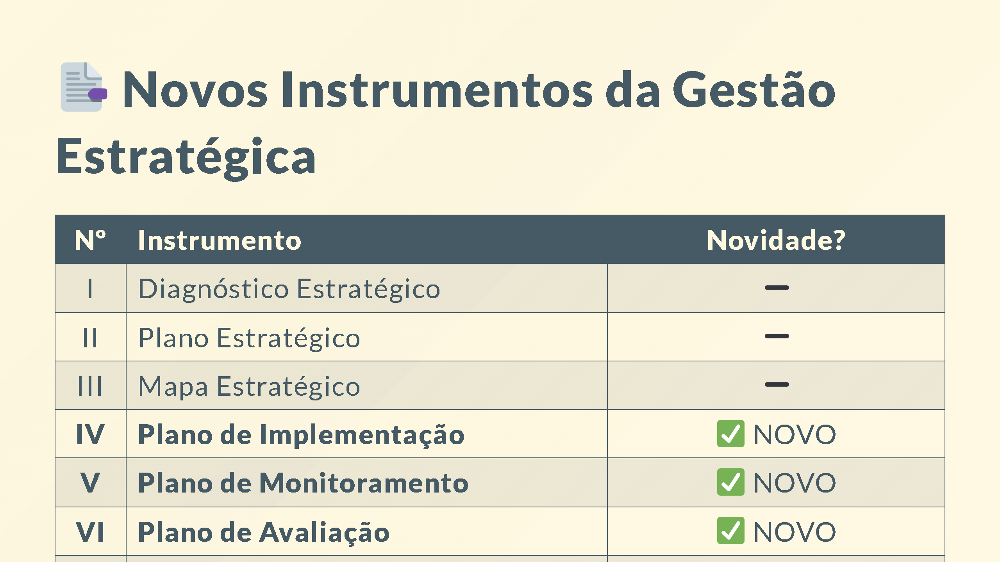 Novos Instrumentos da Gestão
Estratégica
Nº Instrumento Novidade?
I Diagnóstico Estratégico ➖
II Plano Estratégico ➖
III Mapa Estratégico ➖
IV Plano de Implementação ✅ NOVO
V Plano de Monitoramento ✅ NOVO
VI Plano de Avaliação ✅ NOVO